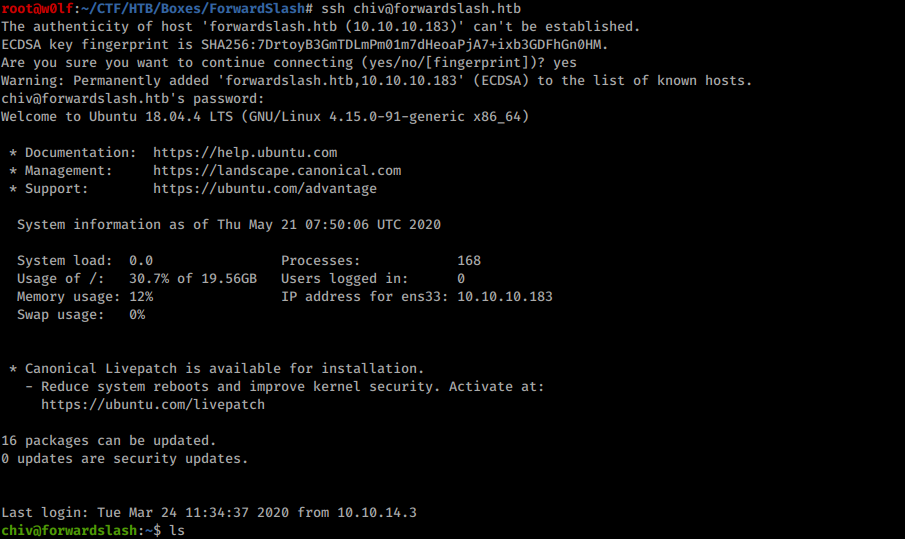 root@w0lf:~/CTF/HTB/Boxes/ForwardSlash# ssh chiv@forwardslash.htb
The authenticity of host 'forwardslash.htb (10.10.10.183)' can't be established.
ECDSA key fingerprint is SHA256:7DrtoyB3GmTDLmPm01m7dHeoaPjA7+ixb3GDFhGn0HM.
Are you sure you want to continue connecting (yes/no/[fingerprint])? yes
Warning: Permanently added 'forwardslash.htb,10.10.10.183' (ECDSA) to the list of known hosts.
chiv@forwardslash.htb's password:
Welcome to Ubuntu 18.04.4 LTS (GNU/Linux 4.15.0-91-generic x86_64)
 * Documentation:  https://help.ubuntu.com
 * Management:     https://landscape.canonical.com
 * Support:        https://ubuntu.com/advantage
  System information as of Thu May 21 07:50:06 UTC 2020
  System load:  0.0                Processes:            168
  Usage of /:   30.7% of 19.56GB   Users logged in:      0
  Memory usage: 12%                IP address for ens33: 10.10.10.183
  Swap usage:   0%
 * Canonical Livepatch is available for installation.
   - Reduce system reboots and improve kernel security. Activate at:
     https://ubuntu.com/livepatch
16 packages can be updated.
0 updates are security updates.
Last login: Tue Mar 24 11:34:37 2020 from 10.10.14.3
chiv@forwardslash:~$ ls